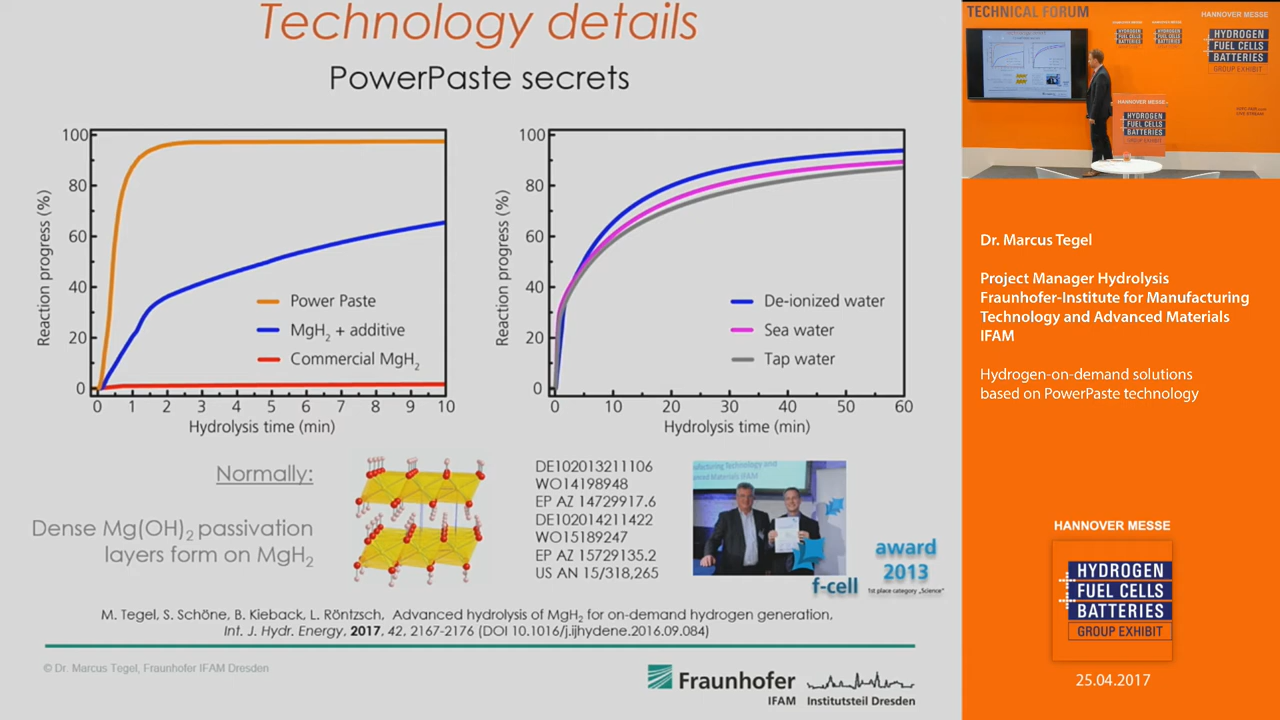 Technology details
PowerPaste secrets
100
80
60
40
20
0
Reaction progress (%)
0 1 2 3 4 5 6 7 8 9 10
Hydrolysis time (min)
Power Paste
MgH2 + additive
Commercial MgH2
100
80
60
40
20
0
Reaction progress (%)
0 10 20 30 40 50 60
Hydrolysis time (min)
De-ionized water
Sea water
Tap water
Normally:
Dense Mg(OH)2 passivation
layers form on MgH2
DE102013211106
WO14198948
EP AZ 14729917.6
DE102014211422
WO15189247
EP AZ 15729135.2
US AN 15/318,265
f-cell
award
2013
1st place category „Science“
M. Tegel, S. Schöne, B. Kieback, L. Röntzsch, Advanced hydrolysis of MgH2 for on-demand hydrogen generation,
Int. J. Hydr. Energy, 2017, 42, 2167-2176 (DOI 10.1016/j.ijhydene.2016.09.084)
© Dr. Marcus Tegel, Fraunhofer IFAM Dresden
Fraunhofer
IFAM
Institutsteil Dresden
TECHNICAL FORUM
HANNOVER MESSE
HYDROGEN
FUEL CELLS
BATTERIES
GROUP EXHIBIT
HANNOVER MESSE
HYDROGEN
FUEL CELLS
BATTERIES
Dr. Marcus Tegel
Project Manager Hydrolysis
Fraunhofer-Institute for Manufacturing
Technology and Advanced Materials
IFAM
Hydrogen-on-demand solutions
based on PowerPaste technology
HANNOVER MESSE
HYDROGEN
FUEL CELLS
BATTERIES
GROUP EXHIBIT
25.04.2017